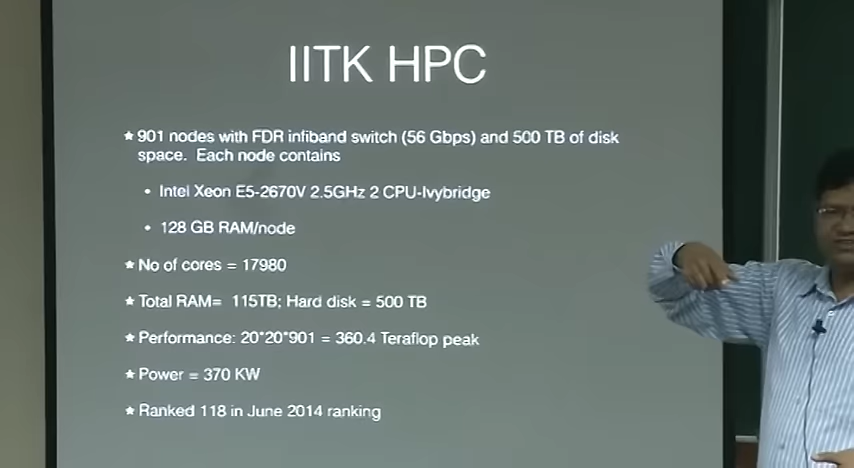 IITK HPC
★ 901 nodes with FDR infiband switch (56 Gbps) and 500 TB of disk
space. Each node contains
• Intel Xeon E5-2670V 2.5GHz 2 CPU-Ivybridge
• 128 GB RAM/node
★ No of cores = 17980
★ Total RAM= 115TB; Hard disk = 500 TB
★ Performance: 20*20*901 = 360.4 Teraflop peak
★ Power = 370 KW
★ Ranked 118 in June 2014 ranking